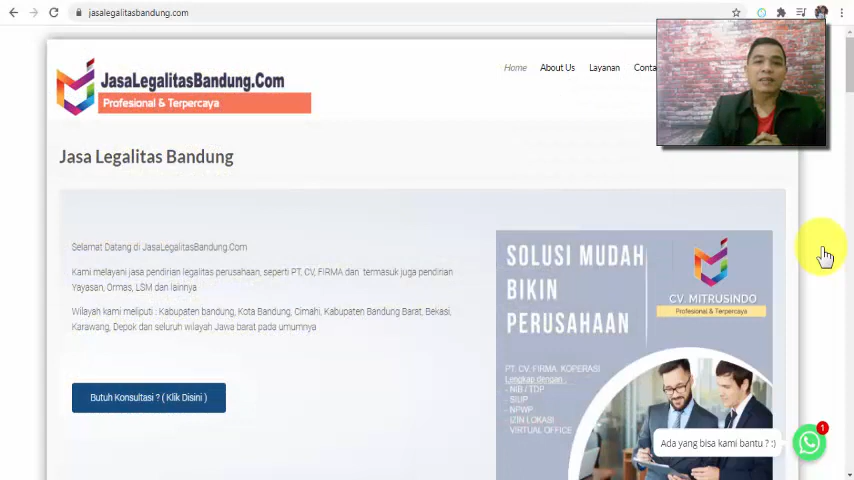 jasalegalitasbandung.com
JasaLegalitasBandung.Com
Profesional & Terpercaya
Home About Us Layanan
Jasa Legalitas Bandung
Selamat Datang di JasaLegalitasBandung.Com
Kami melayani jasa pendirian legalitas perusahaan, seperti PT, CV, FIRMA dan termasuk juga pendirian
Yayasan, Ormas, LSM dan lainnya
Wilayah kami meliputi : Kabupaten bandung, Kota Bandung, Cimahi, Kabupaten Bandung Barat, Bekasi,
Karawang, Depok dan seluruh wilayah Jawa barat pada umumnya
Butuh Konsultasi ? ( Klik Disini )
SOLUSI MUDAH
BIKIN
PERUSAHAAN
CV. MITRUSINDO
Profesional & Terpercaya
PT. CV. FIRMA. KOPERASI
Lengkap dengan :
- NIB / TDP
- SIUP
- NPWP
- IZIN LOKASI
- VIRTUAL OFFICE
Ada yang bisa kami bantu ? :)
1